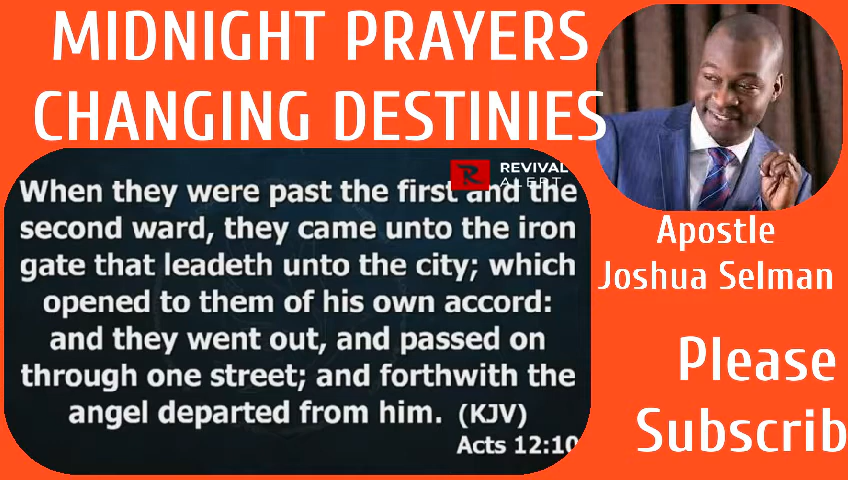 MIDNIGHT PRAYERS
CHANGING DESTINIES
REVIVAL
ALERT
When they were past the first and the
second ward, they came unto the iron
gate that leadeth unto the city; which
opened to them of his own accord:
and they went out, and passed on
through one street; and forthwith the
angel departed from him. (KJV)
Acts 12:10
Apostle
Joshua Selman
Please
Subscrib